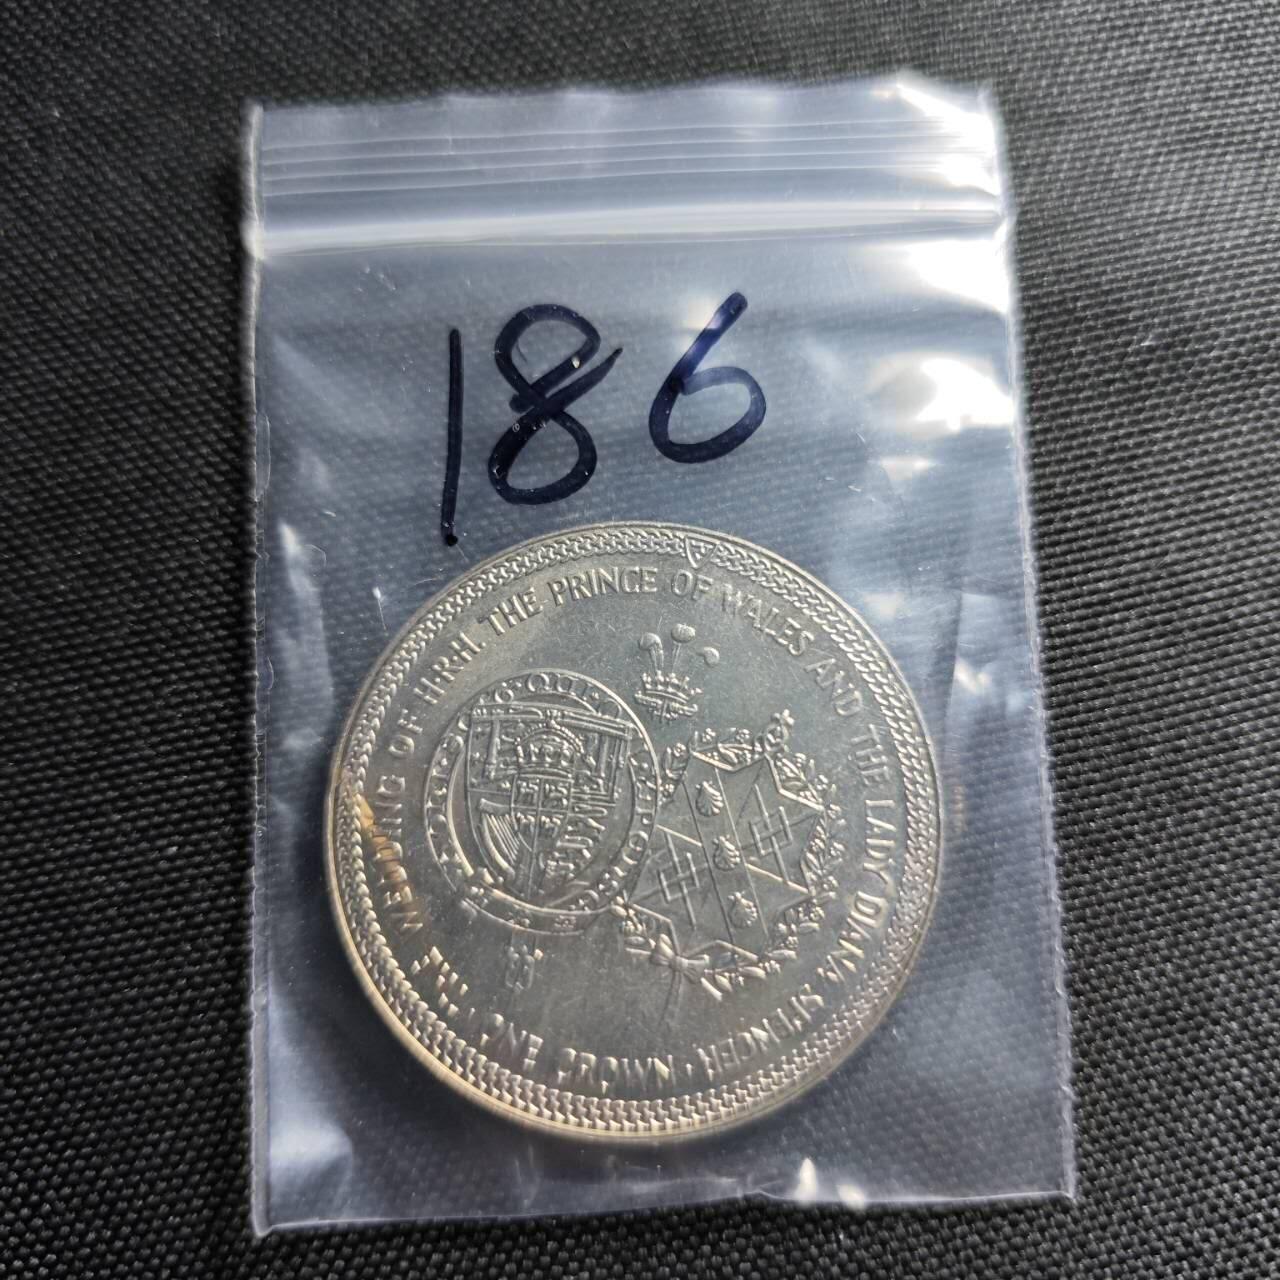 186
THE WEDDING OF H.R.H. THE PRINCE OF WALES AND THE LADY DIANA SPENCER · ONE CROWN ·